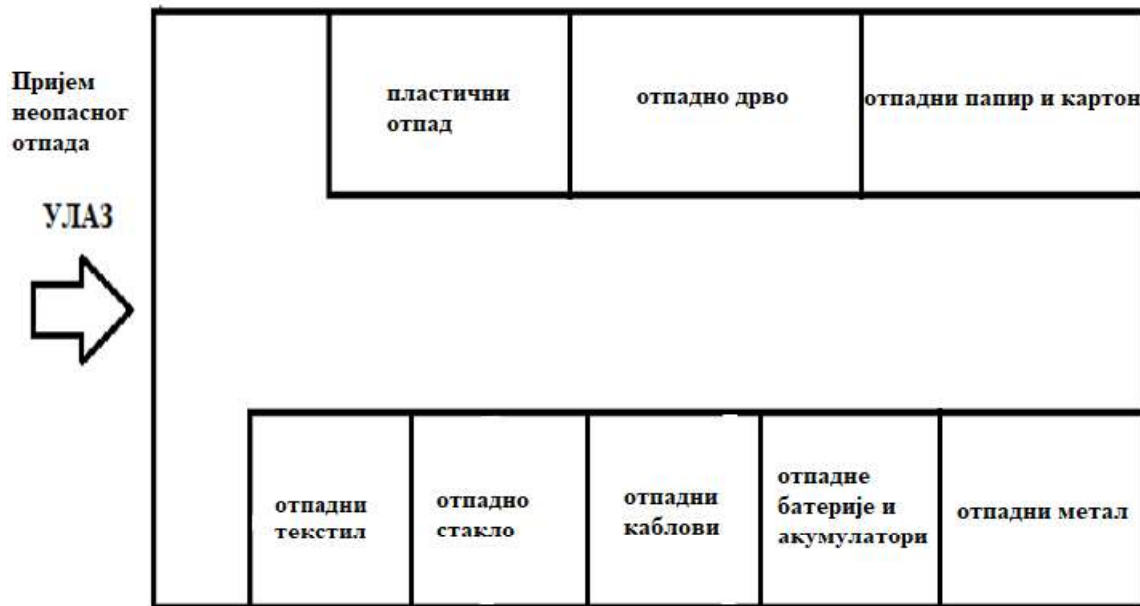 Пријем
неопасног
отпада
УЛАЗ
пластични
отпад
отпадно дрво
отпадни папир и картон
отпадни
текстил
отпадно
стакло
отпадни
каблови
отпадне
батерије и
акумулатори
отпадни метал